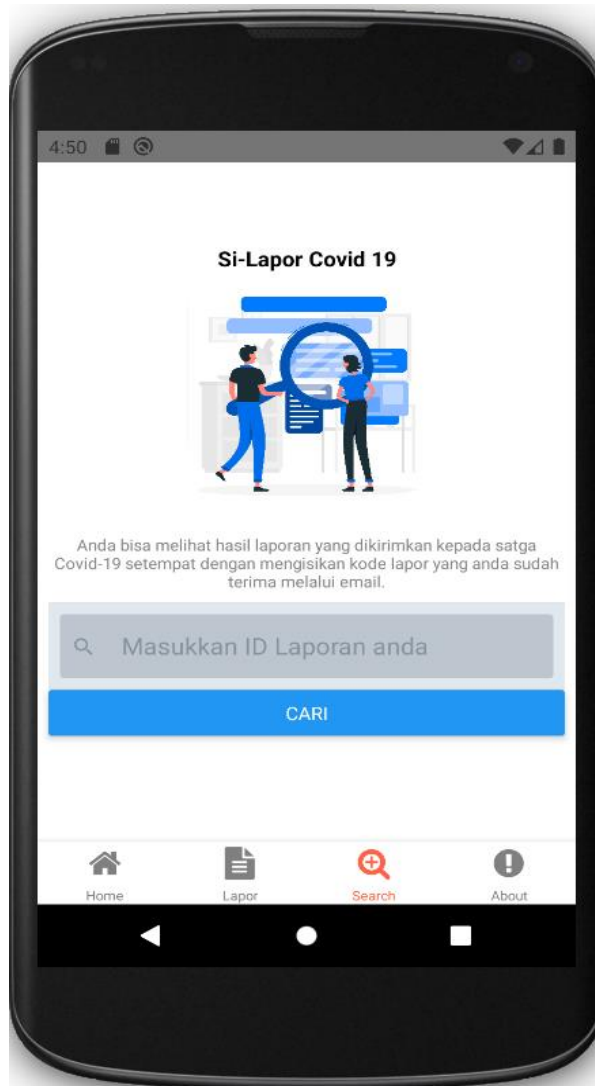 4:50
Si-Lapor Covid 19
Anda bisa melihat hasil laporan yang dikirimkan kepada satga
Covid-19 setempat dengan mengisikan kode lapor yang anda sudah
terima melalui email.
Masukkan ID Laporan anda
CARI
Home Lapor Search About